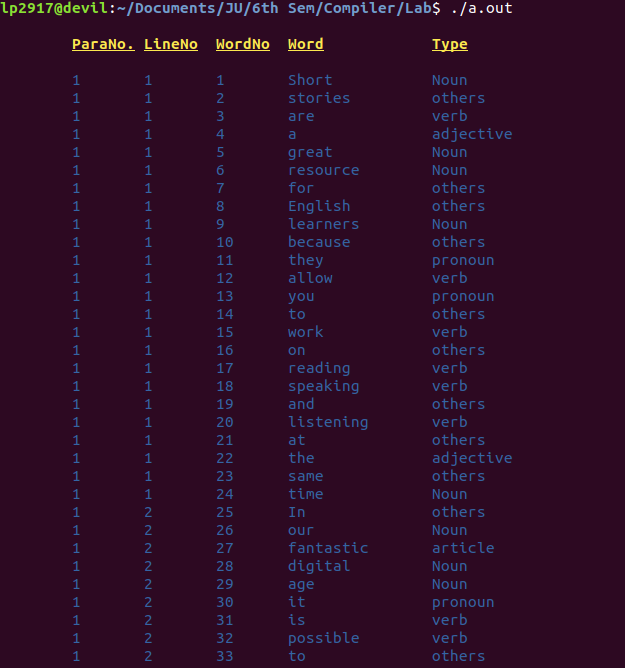 lp2917@devil:~/Documents/JU/6th Sem/Compiler/Lab$ ./a.out
ParaNo. LineNo WordNo Word Type
1 1 1 Short Noun
1 1 2 stories others
1 1 3 are verb
1 1 4 a adjective
1 1 5 great Noun
1 1 6 resource Noun
1 1 7 for others
1 1 8 English others
1 1 9 learners Noun
1 1 10 because others
1 1 11 they pronoun
1 1 12 allow verb
1 1 13 you pronoun
1 1 14 to others
1 1 15 work verb
1 1 16 on others
1 1 17 reading verb
1 1 18 speaking verb
1 1 19 and others
1 1 20 listening verb
1 1 21 at others
1 1 22 the adjective
1 1 23 same others
1 1 24 time Noun
1 2 25 In others
1 2 26 our Noun
1 2 27 fantastic article
1 2 28 digital Noun
1 2 29 age Noun
1 2 30 it pronoun
1 2 31 is verb
1 2 32 possible verb
1 2 33 to others